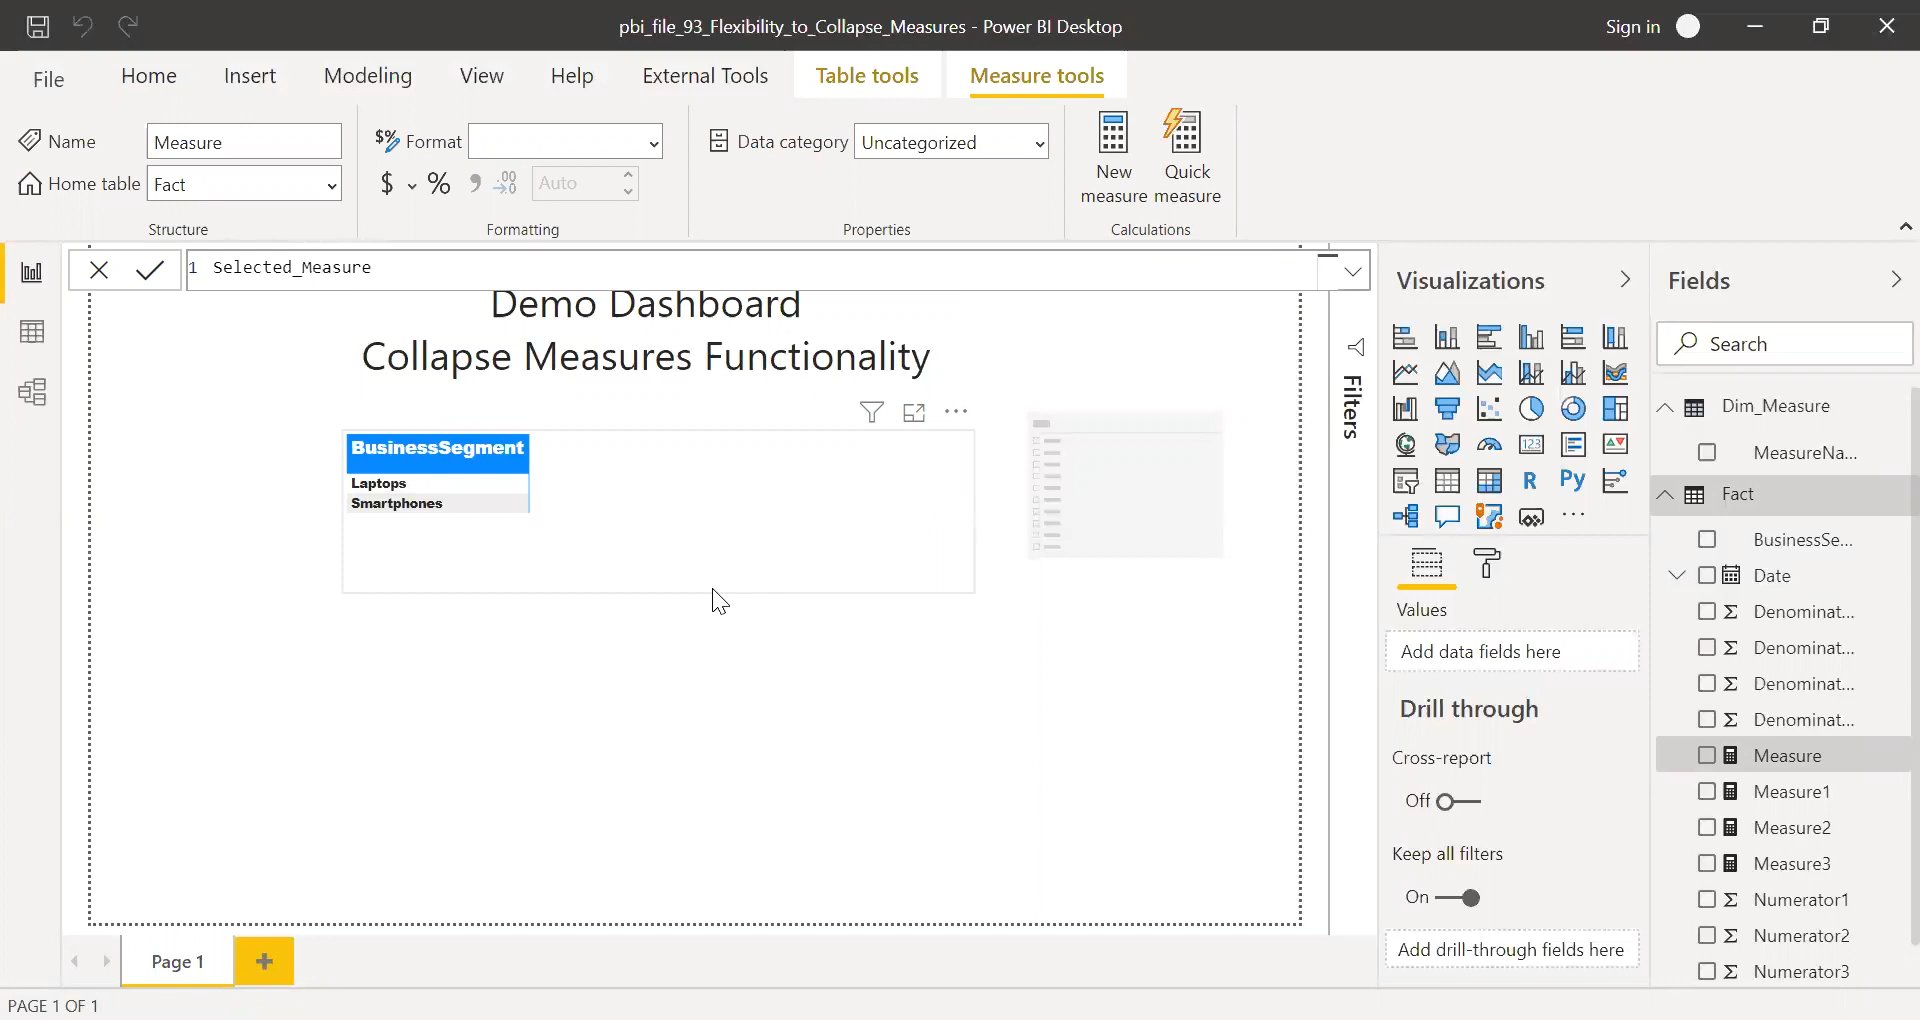 pbi_file_93_Flexibility_to_Collapse_Measures - Power BI Desktop
Sign in
File Home Insert Modeling View Help External Tools Table tools Measure tools
Name Measure
Home table Fact
Structure
$% Format
$ % 9 .00 Auto
Formatting
Data category Uncategorized
Properties
New measure
Quick measure
Calculations
1 Selected_Measure
Demo Dashboard
Collapse Measures Functionality
BusinessSegment
Laptops
Smartphones
Filters
Visualizations
123
R Py
Values
Add data fields here
Drill through
Cross-report
Off
Keep all filters
On
Add drill-through fields here
Fields
Search
Dim_Measure
MeasureNa...
Fact
BusinessSe...
Date
Σ Denominat...
Σ Denominat...
Σ Denominat...
Σ Denominat...
Measure
Measure1
Measure2
Measure3
Σ Numerator1
Σ Numerator2
Σ Numerator3
Page 1 +
PAGE 1 OF 1